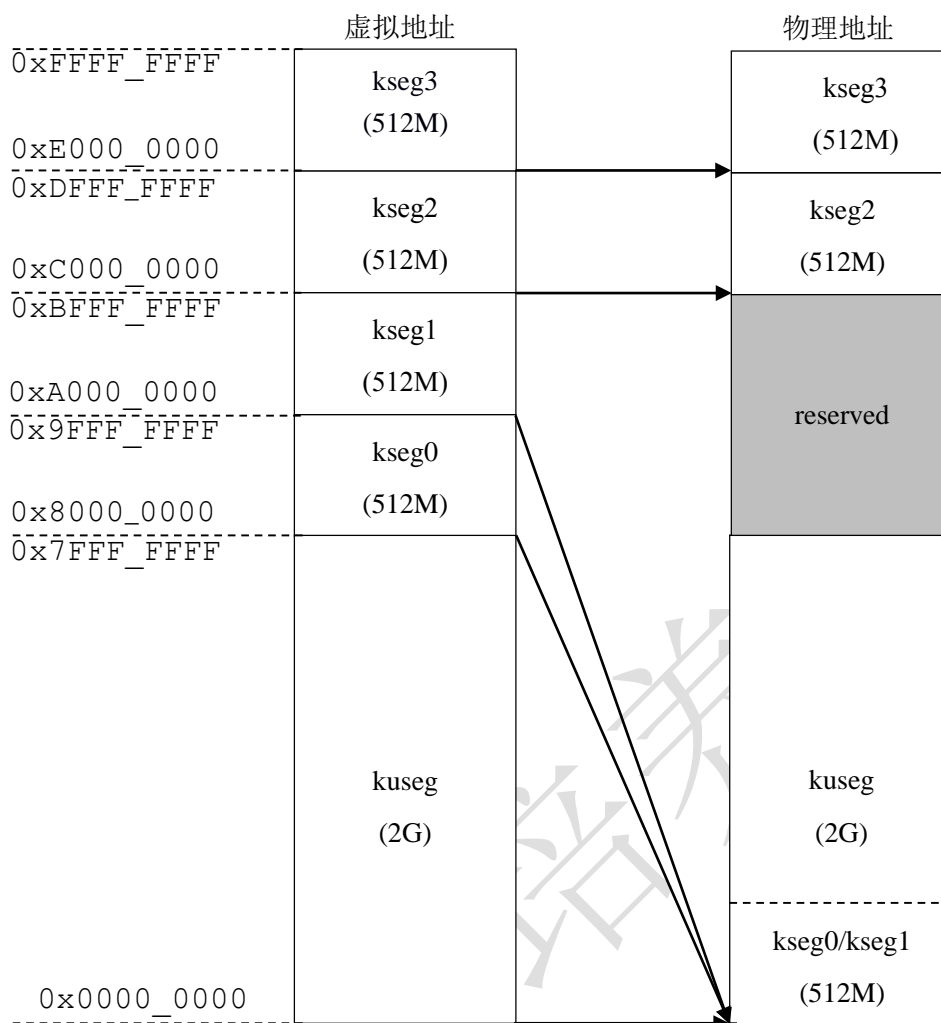 虚拟地址
物理地址
0xFFFF_FFFF
kseg3
(512M)
kseg3
(512M)
0xE000_0000
0xDFFF_FFFF
kseg2
(512M)
kseg2
(512M)
0xC000_0000
0xBFFF_FFFF
kseg1
(512M)
reserved
0xA000_0000
0x9FFF_FFFF
kseg0
(512M)
0x8000_0000
0x7FFF_FFFF
kuseg
(2G)
kuseg
(2G)
kseg0/kseg1
(512M)
0x0000_0000
培养